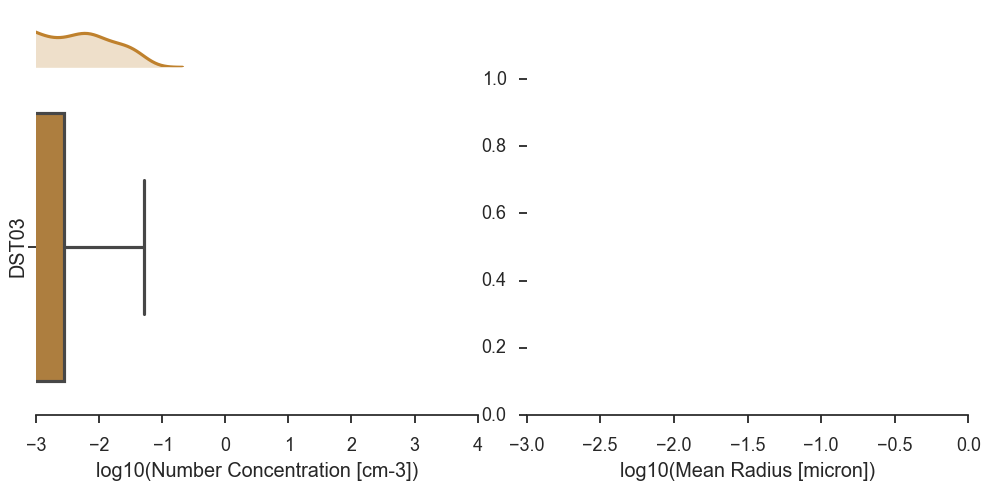 DST03
−3 −2 −1 0 1 2 3 4
log10(Number Concentration [cm-3])
1.0
0.8
0.6
0.4
0.2
0.0
−3.0 −2.5 −2.0 −1.5 −1.0 −0.5 0.0
log10(Mean Radius [micron])